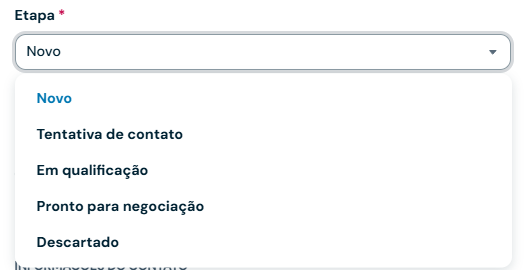 Etapa *
Novo
Novo
Tentativa de contato
Em qualificação
Pronto para negociação
Descartado